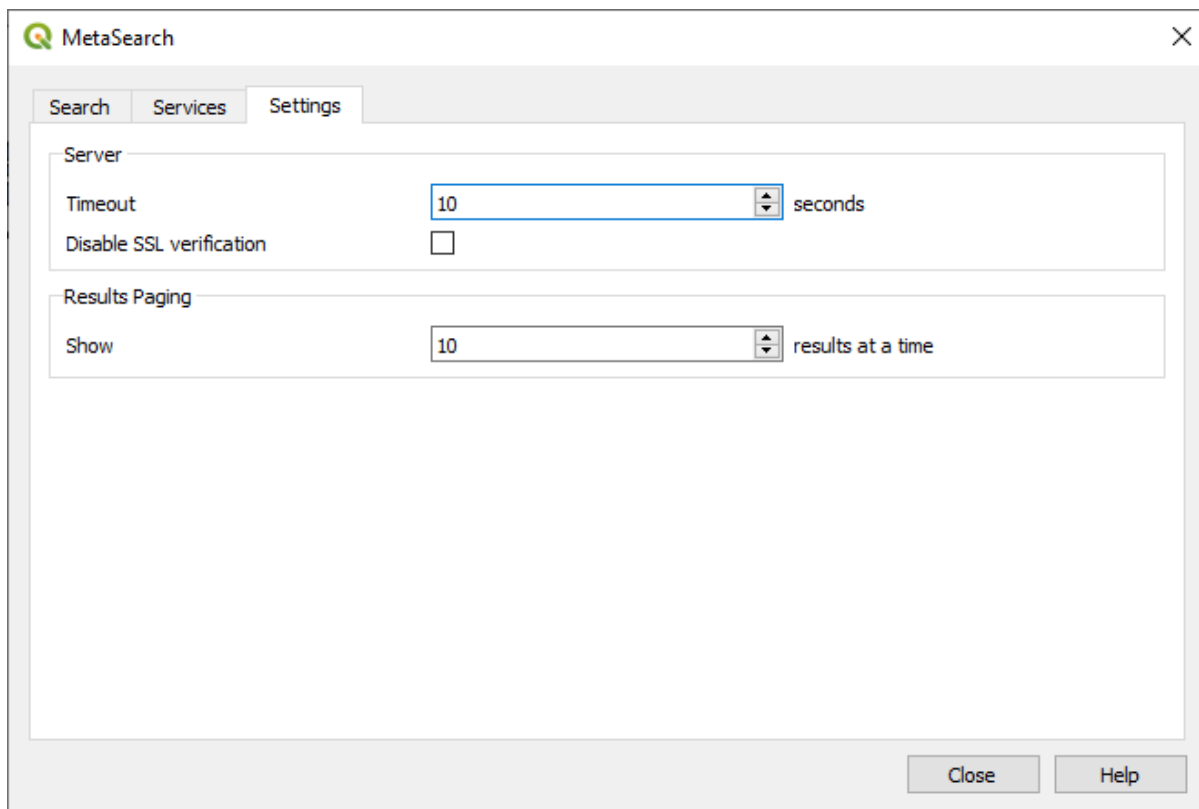 MetaSearch
Search Services Settings
Server
Timeout 10 seconds
Disable SSL verification
Results Paging
Show 10 results at a time
Close Help